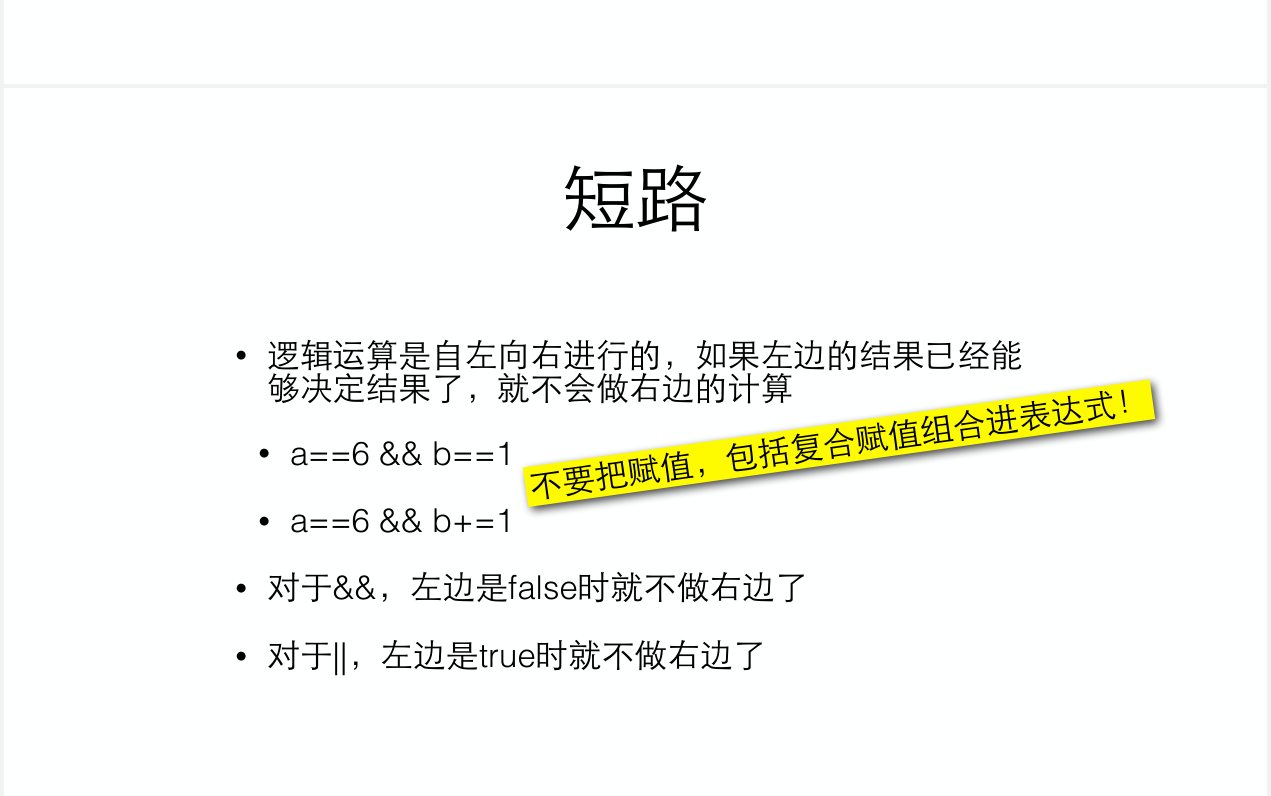 短路
• 逻辑运算是自左向右进行的，如果左边的结果已经能
够决定结果了，就不会做右边的计算
• a==6 && b==1
不要把赋值，包括复合赋值组合进表达式！
• a==6 && b+=1
• 对于&&，左边是false时就不做右边了
• 对于||，左边是true时就不做右边了